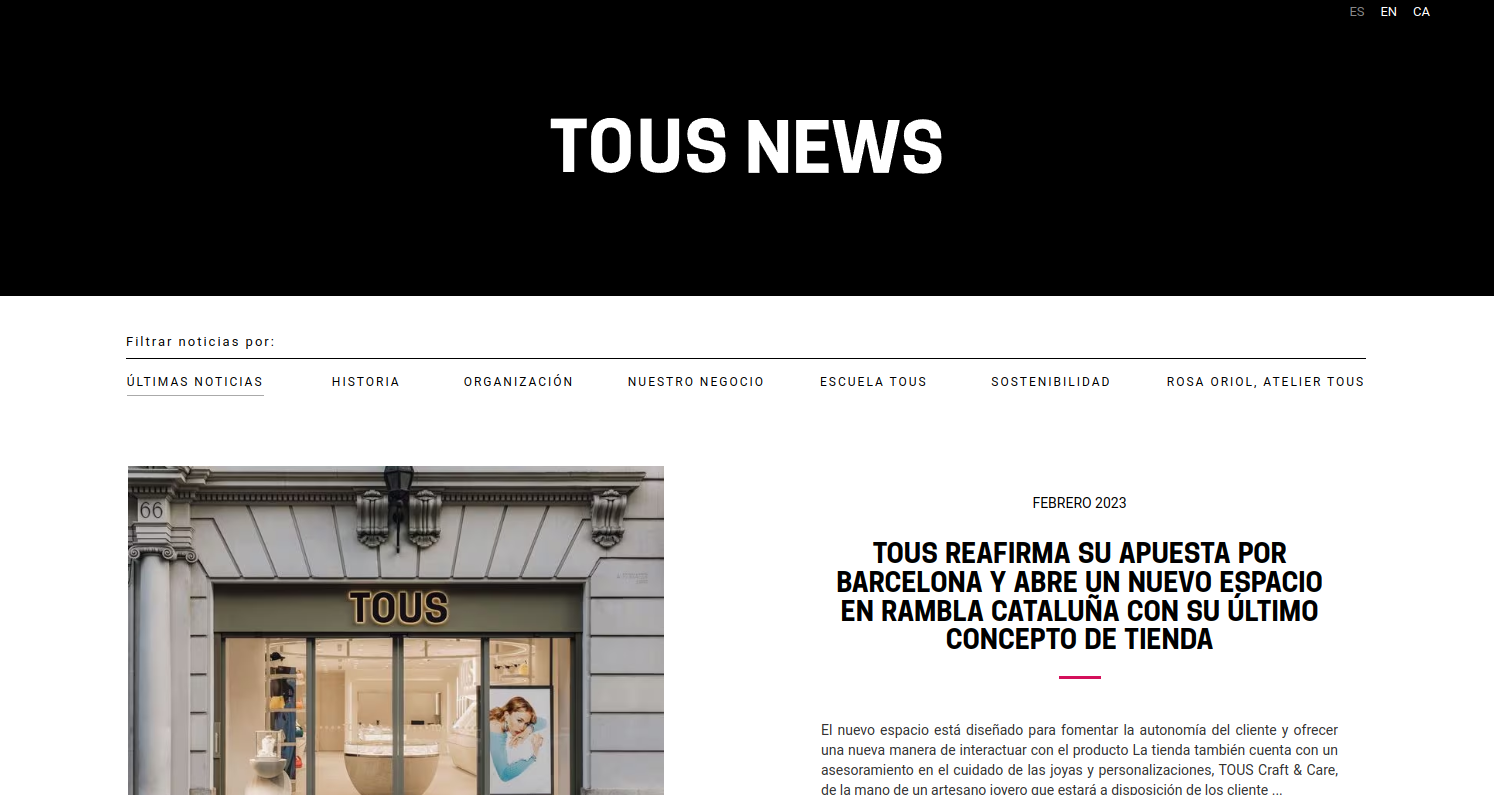 ES EN CA
TOUS NEWS
Filtrar noticias por:
ÚLTIMAS NOTICIAS HISTORIA ORGANIZACIÓN NUESTRO NEGOCIO ESCUELA TOUS SOSTENIBILIDAD ROSA ORIOL, ATELIER TOUS
66
TOUS
FEBRERO 2023
TOUS REAFIRMA SU APUESTA POR
BARCELONA Y ABRE UN NUEVO ESPACIO
EN RAMBLA CATALUÑA CON SU ÚLTIMO
CONCEPTO DE TIENDA
El nuevo espacio está diseñado para fomentar la autonomía del cliente y ofrecer
una nueva manera de interactuar con el producto La tienda también cuenta con un
asesoramiento en el cuidado de las joyas y personalizaciones, TOUS Craft & Care,
de la mano de un artesano joyero que estará a disposición de los cliente ...